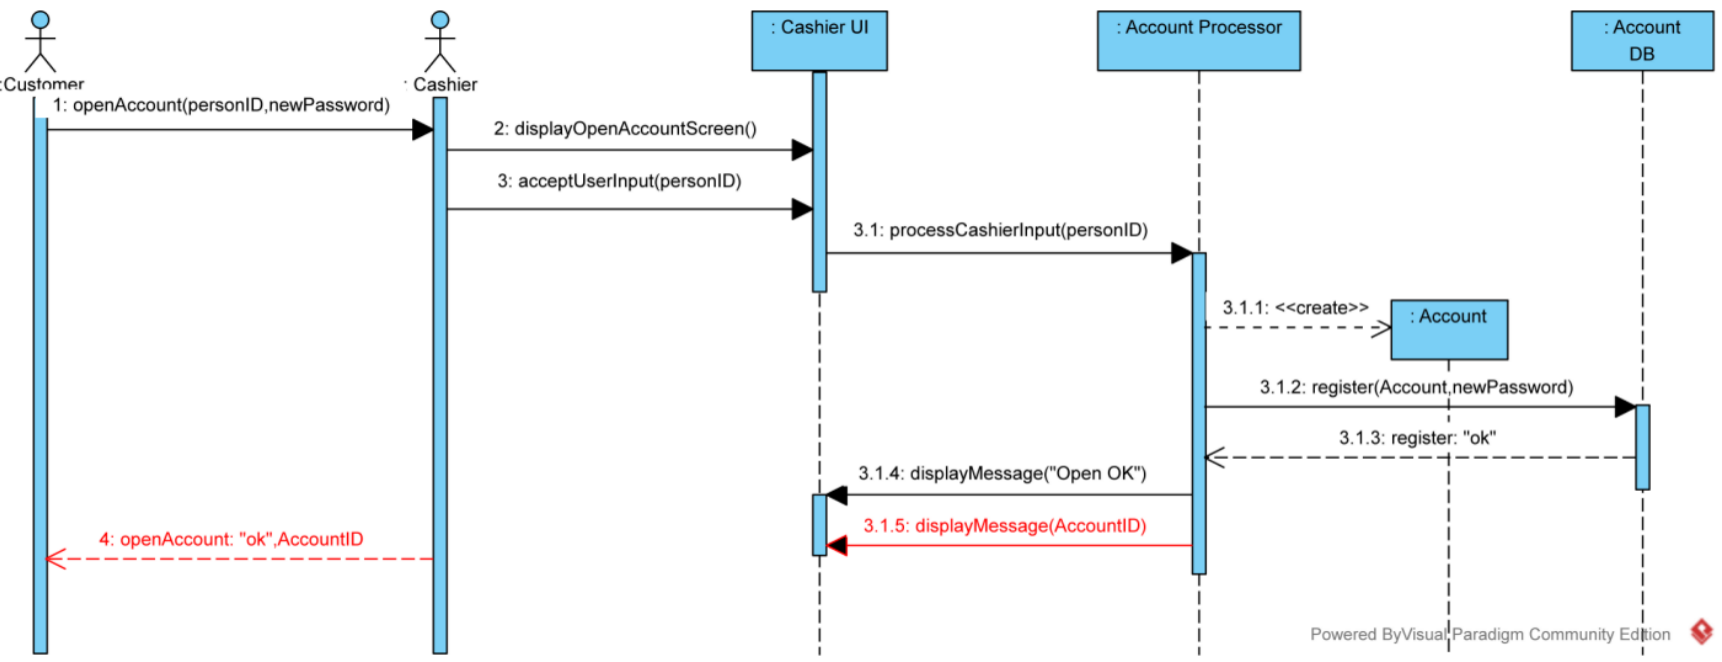 : Cashier UI
: Account Processor
: Account
DB
:Customer
: Cashier
1: openAccount(personID,newPassword)
2: displayOpenAccountScreen()
3: acceptUserInput(personID)
3.1: processCashierInput(personID)
3.1.1: <<create>>
: Account
3.1.2: register(Account,newPassword)
3.1.3: register: "ok"
3.1.4: displayMessage("Open OK")
3.1.5: displayMessage(AccountID)
4: openAccount: "ok",AccountID
Powered ByVisual Paradigm Community Edition